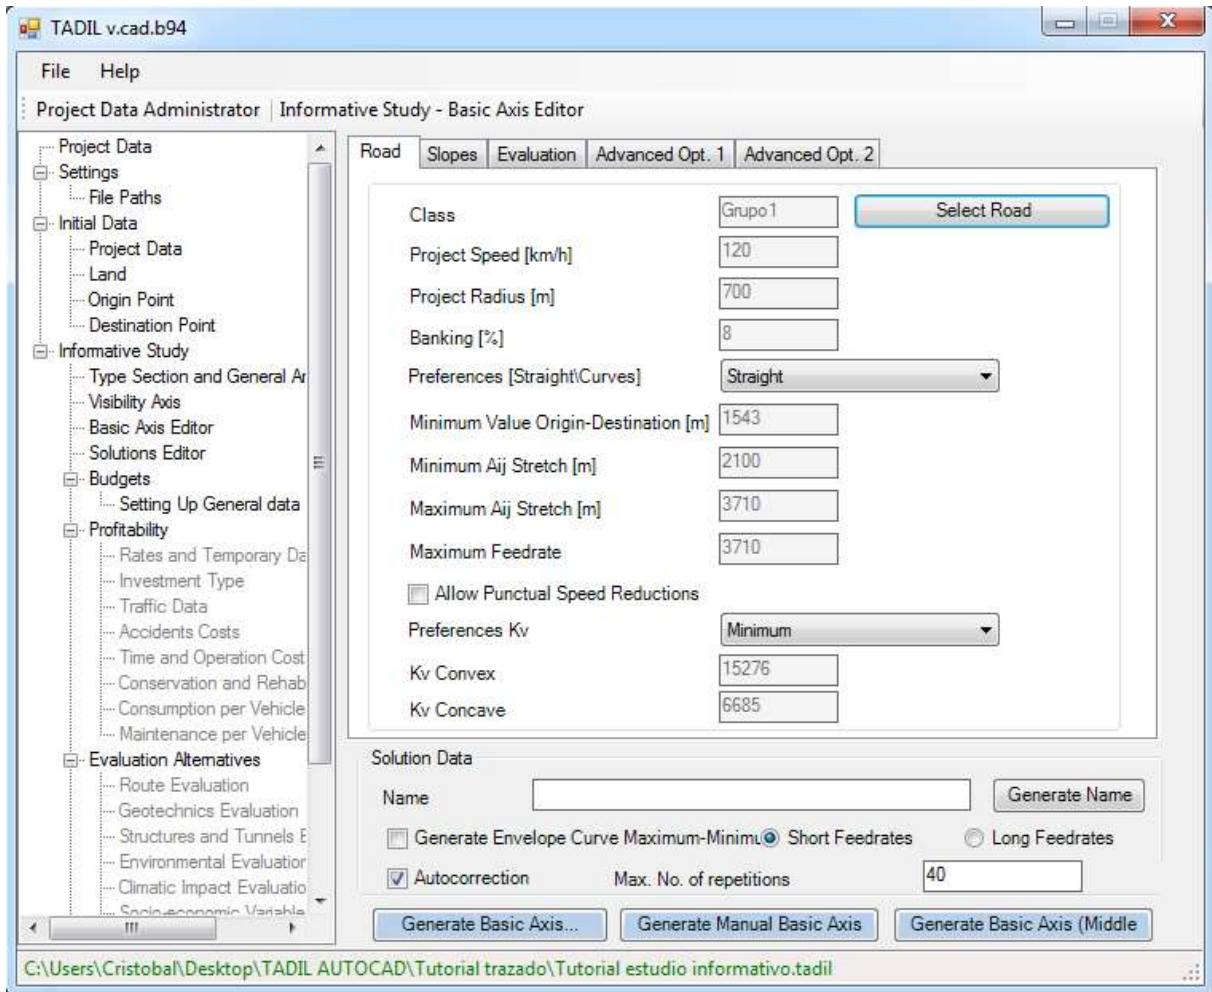 TADIL v.cad.b94
File Help
Project Data Administrator Informative Study - Basic Axis Editor
Project Data
Settings
File Paths
Initial Data
Project Data
Land
Origin Point
Destination Point
Informative Study
Type Section and General Ar
Visibility Axis
Basic Axis Editor
Solutions Editor
Budgets
Setting Up General data
Profitability
Rates and Temporary Da
Investment Type
Traffic Data
Accidents Costs
Time and Operation Cost
Conservation and Rehab
Consumption per Vehicle
Maintenance per Vehicle
Evaluation Alternatives
Route Evaluation
Geotechnics Evaluation
Structures and Tunnels E
Environmental Evaluation
Climatic Impact Evaluatio
Socio-economic Variable
Road Slopes Evaluation Advanced Opt. 1 Advanced Opt. 2
Class Grupo1 Select Road
Project Speed [km/h] 120
Project Radius [m] 700
Banking [%] 8
Preferences [Straight\Curves] Straight
Minimum Value Origin-Destination [m] 1543
Minimum Aij Stretch [m] 2100
Maximum Aij Stretch [m] 3710
Maximum Feedrate 3710
Allow Punctual Speed Reductions
Preferences Kv Minimum
Kv Convex 15276
Kv Concave 6685
Solution Data
Name Generate Name
Generate Envelope Curve Maximum-Minimu Short Feedrates Long Feedrates
Autocorrection Max. No. of repetitions 40
Generate Basic Axis... Generate Manual Basic Axis Generate Basic Axis (Middle
C:\Users\Cristobal\Desktop\TADIL AUTOCAD\Tutorial trazado\Tutorial estudio informativo.tadil